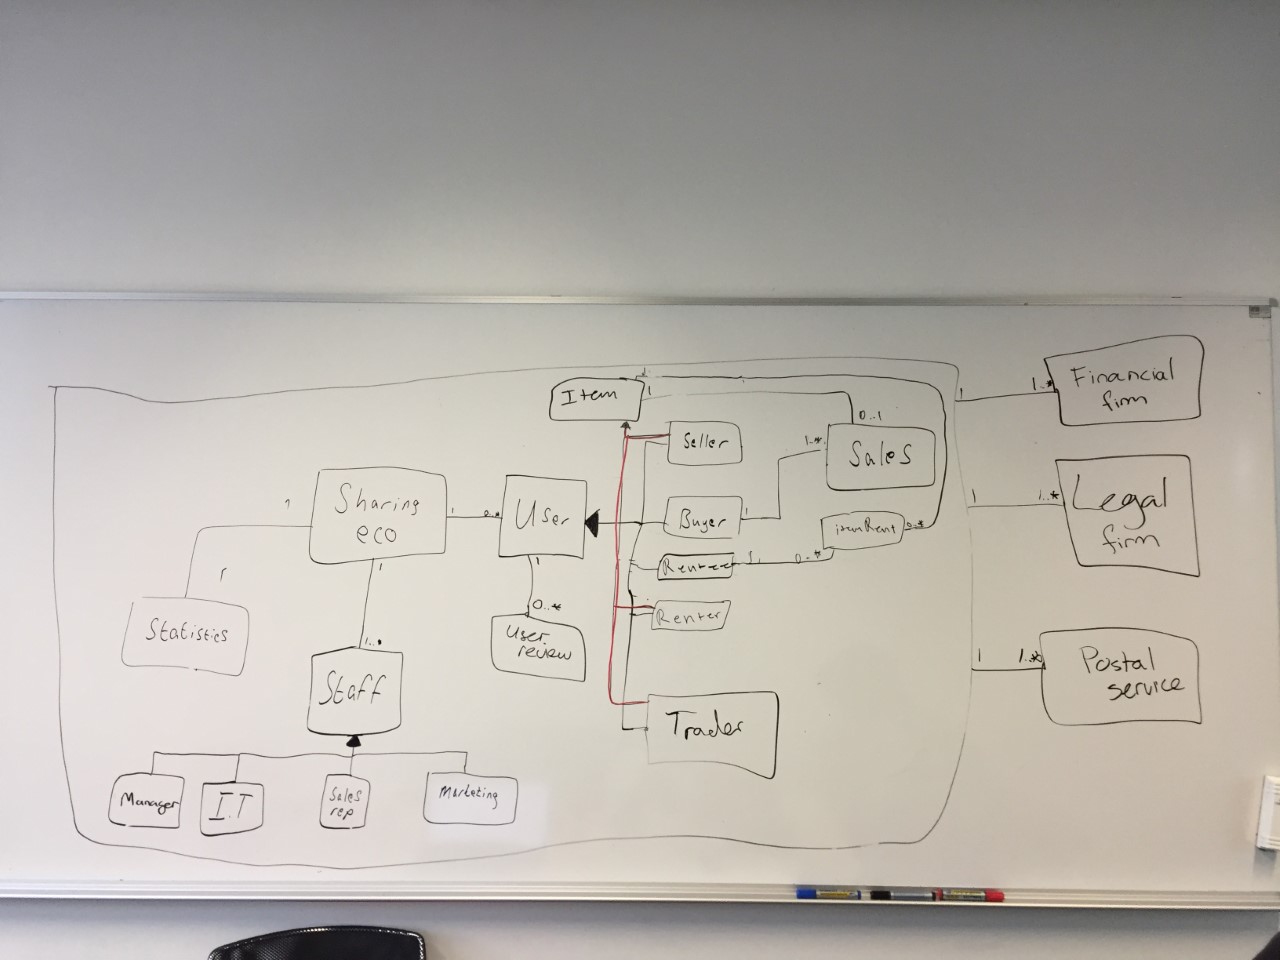 Item
1
1
Seller
0..1
1..*
Sales
Buyer
1
itemRent
0..*
Rentee
1
0..*
Renter
Trader
Sharing
eco
1
0..*
User
1
0..*
User
review
1
Statistics
1
1..*
Staff
Manager
I.T
Sales
rep
Marketing
1
1..*
Financial
firm
1
1..*
Legal
firm
1
1..*
Postal
service